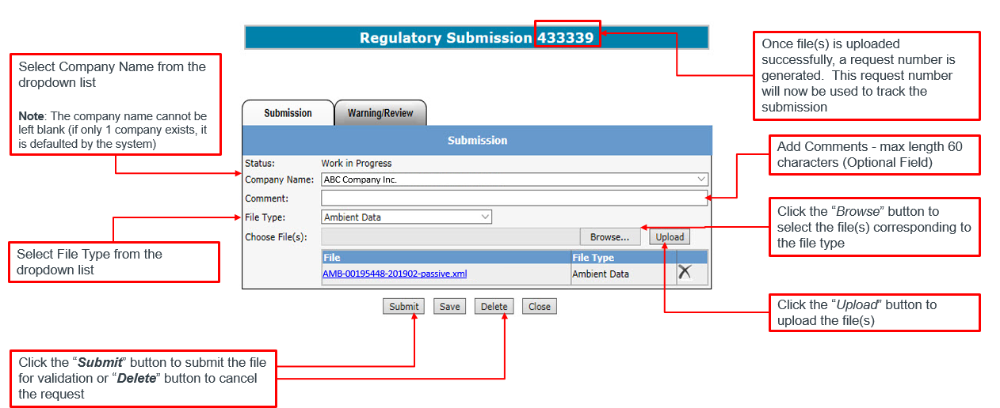 Regulatory Submission 433339
Select Company Name from the
dropdown list
Note: The company name cannot be
left blank (if only 1 company exists, it
is defaulted by the system)
Once file(s) is uploaded
successfully, a request number is
generated.  This request number
will now be used to track the
submission
Submission
Warning/Review
Submission
Status: Work in Progress
Company Name: ABC Company Inc.
Comment:
File Type: Ambient Data
Choose File(s): Browse... Upload
File File Type
AMB-00195448-201902-passive.xml Ambient Data
Submit Save Delete Close
Add Comments - max length 60
characters (Optional Field)
Click the “Browse” button to
select the file(s) corresponding to
the file type
Select File Type from the
dropdown list
Click the “Upload” button to
upload the file(s)
Click the “Submit” button to submit the file
for validation or “Delete” button to cancel
the request